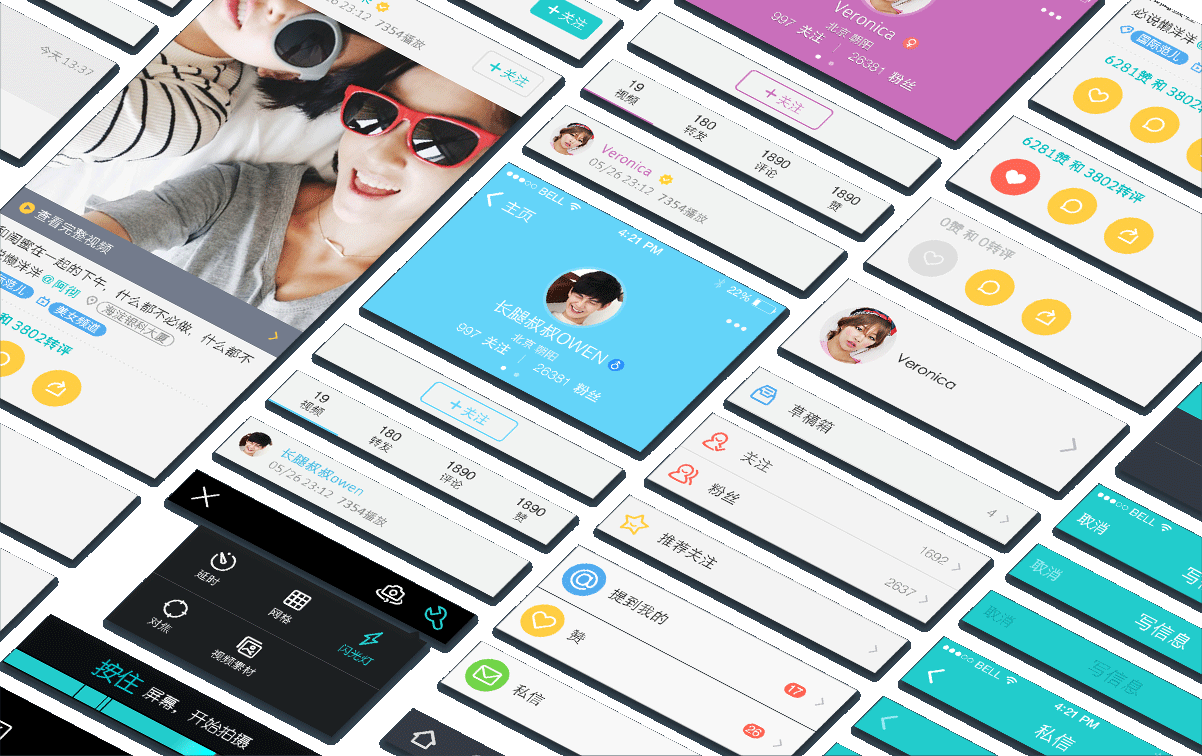 今天 13:37
+关注
23:12 7354播放
+关注
查看完整视频
和闺蜜在一起的下午，什么都不必做，什么都不
说懒洋洋 @阿彻
际范儿
美女频道
海淀银科大厦
和 3802转评
Veronica
北京 朝阳
997 关注 | 26381 粉丝
+关注
19
视频
180
转发
1890
评论
1890
赞
Veronica
05/26 23:12 7354播放
BELL
4:21 PM
22%
主页
长腿叔叔OWEN
北京 朝阳
997 关注 | 26381 粉丝
+关注
19
视频
180
转发
1890
评论
1890
赞
长腿叔叔owen
05/26 23:12 7354播放
延时
网格
闪光灯
对焦
视频素材
按住 屏幕，开始拍摄
必说懒洋洋
国际范儿
6281赞 和 3802转评
6281赞 和 3802转评
0赞 和 0转评
Veronica
草稿箱
4
关注
1692
粉丝
2637
推荐关注
提到我的
17
赞
26
私信
BELL
取消
写
取消
写信息
取消
写信息
BELL
4:21 PM
私信